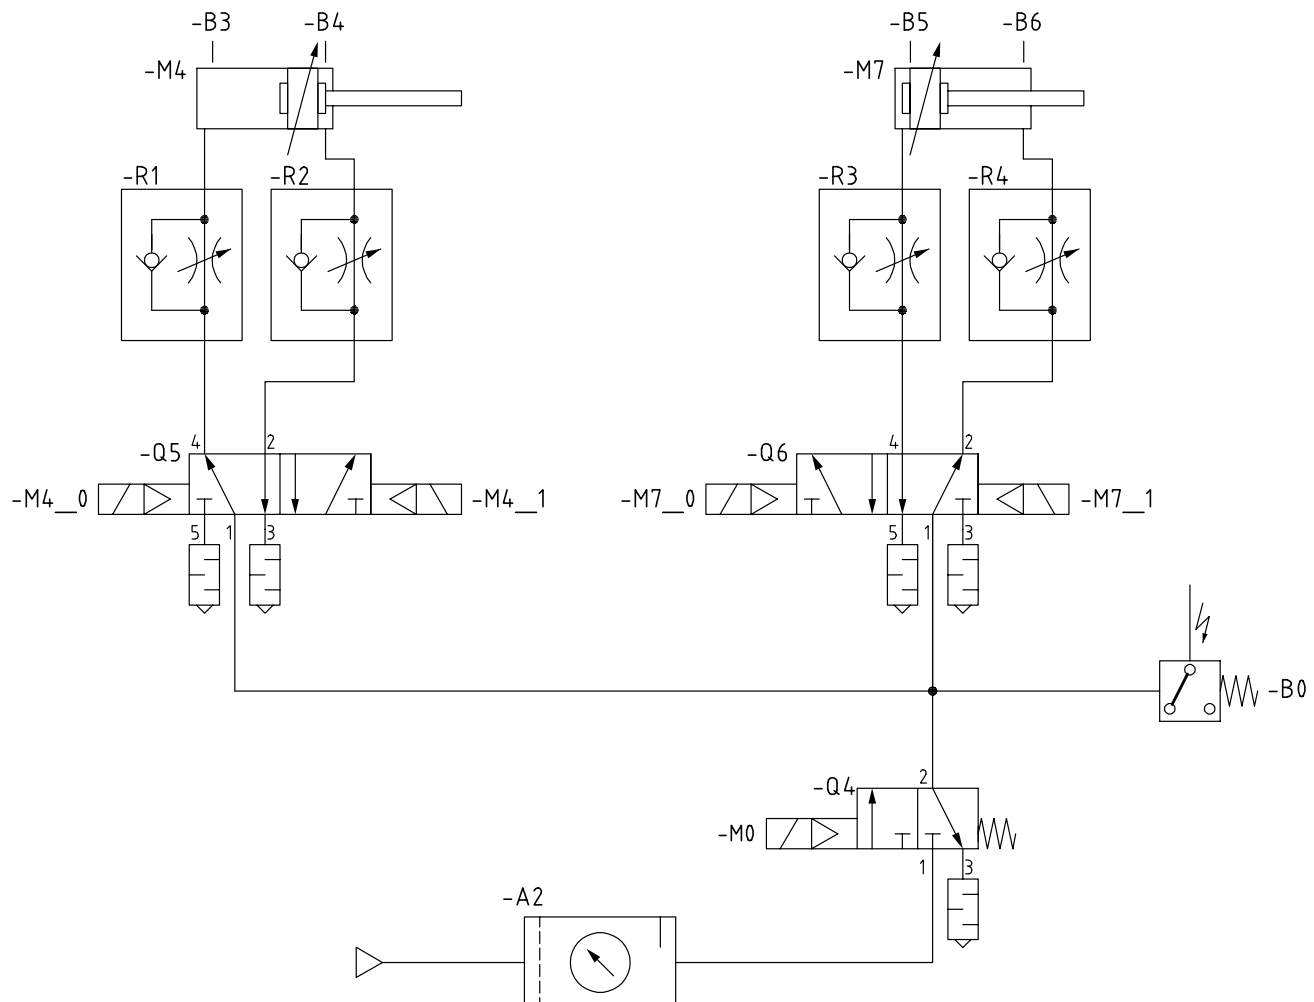 -B3 -B4 -B5 -B6
-M4 -M7
-R1 -R2 -R3 -R4
-Q5 4 2 -Q6 4 2
-M4__0 -M4__1 -M7__0 -M7__1
5 1 3 5 1 3
-B0
-Q4 2
-M0
1 3
-A2